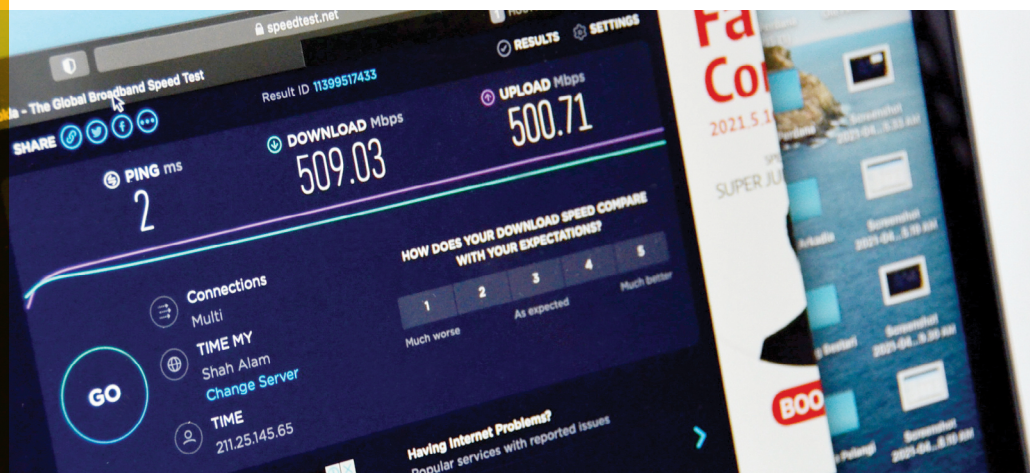 speedtest.net
The Global Broadband Speed Test
SHARE
Result ID 11399517433
RESULTS
SETTINGS
PING ms
2
DOWNLOAD Mbps
509.03
UPLOAD Mbps
500.71
Connections
Multi
TIME MY
Shah Alam
Change Server
TIME
211.25.145.65
GO
HOW DOES YOUR DOWNLOAD SPEED COMPARE
WITH YOUR EXPECTATIONS?
1 2 3 4 5
Much worse
As expected
Much better
Having Internet Problems?
Popular services with reported issues
Fa
Co
2021.5.1
SUPER JU
BOO
Screenshot
Arkadia
Screenshot
Screenshot
Pelangi
Screenshot